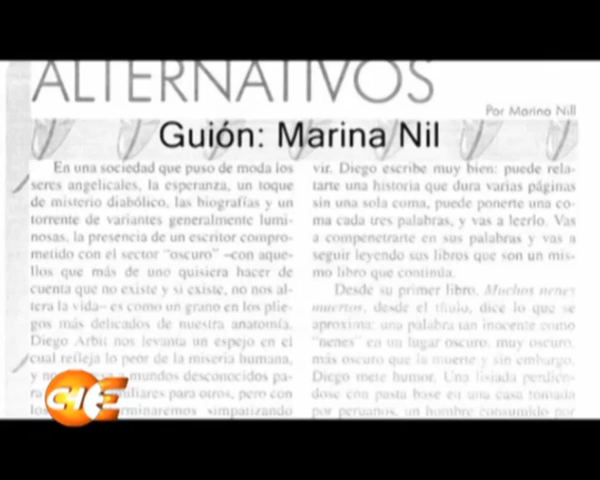 ALTERNATIVOS
Por Marina Nill
Guión: Marina Nil
En una sociedad que puso de moda los
seres angelicales, la esperanza, un toque
de misterio diabólico, las biografías y un
torrente de variantes generalmente lumi-
nosas, la presencia de un escritor compro-
metido con el sector "oscuro" –con aque-
llos que más de uno quisiera hacer de
cuenta que no existe y si existe, no nos al-
tera la vida– es como un grano en los plie-
gos más delicados de nuestra anatomía.
Diego Arbit nos levanta un espejo en el
cual refleja lo peor de la miseria humana,
mundos desconocidos pa-
miliares para otros, pero con
rminaremos simpatizando
vir. Diego escribe muy bien: puede rela-
tarte una historia que dura varias páginas
sin una sola coma, puede ponerte una co-
ma cada tres palabras, y vas a leerlo. Vas
a compenetrarte en sus palabras y vas a
seguir leyendo sus libros que son un mis-
mo libro que continúa.
Desde su primer libro, Muchos nenes
muertos, desde el título, dice lo que se
aproxima: una palabra tan inocente como
"nenes" en un lugar oscuro, muy oscuro,
más oscuro que la muerte y sin embargo,
Diego mete humor. Una lisiada perdién-
dose con pasta base en una casa tomada
por peruanos, un hombre consumido por